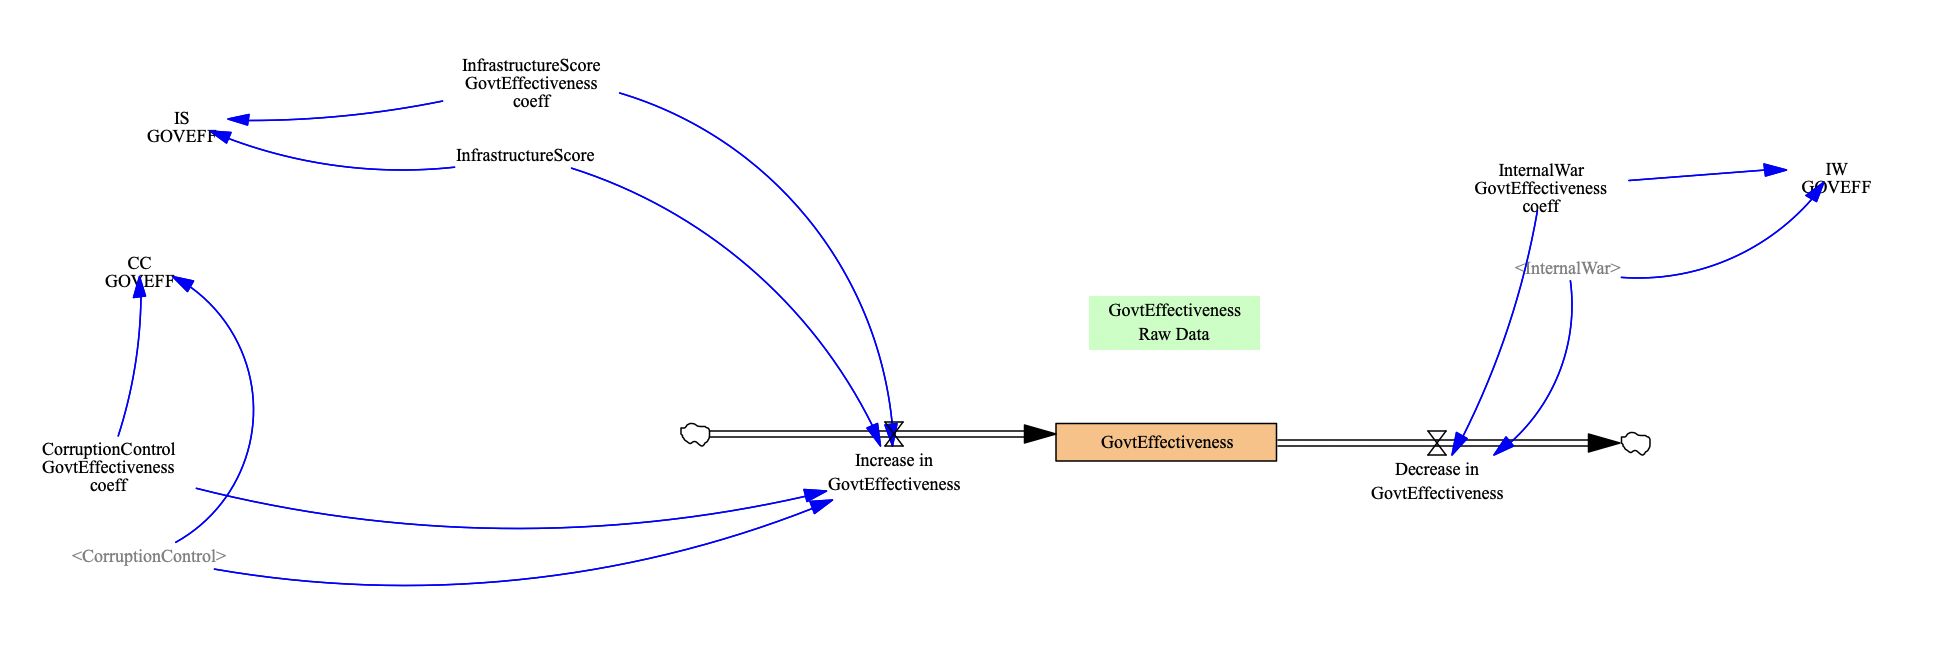 InfrastructureScore
GovtEffectiveness
coeff
IS
GOVEFF
InfrastructureScore
InternalWar
GovtEffectiveness
coeff
IW
GOVEFF
CC
GOVEFF
<InternalWar>
GovtEffectiveness
Raw Data
CorruptionControl
GovtEffectiveness
coeff
GovtEffectiveness
Increase in
GovtEffectiveness
Decrease in
GovtEffectiveness
<CorruptionControl>